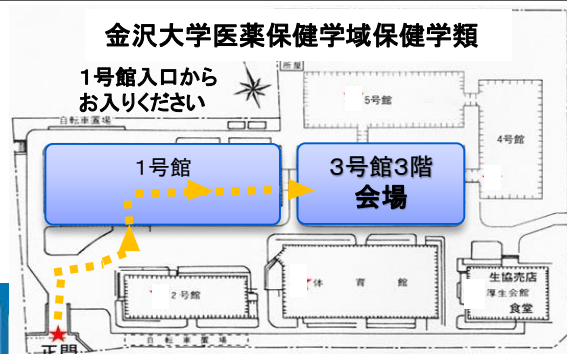 金沢大学医薬保健学域保健学類
１号館入口から
お入りください
自転車置場
５号館
４号館
１号館
３号館３階
会場
２号館
体育館
生協売店
厚生会館
食堂
自転車置場
正門